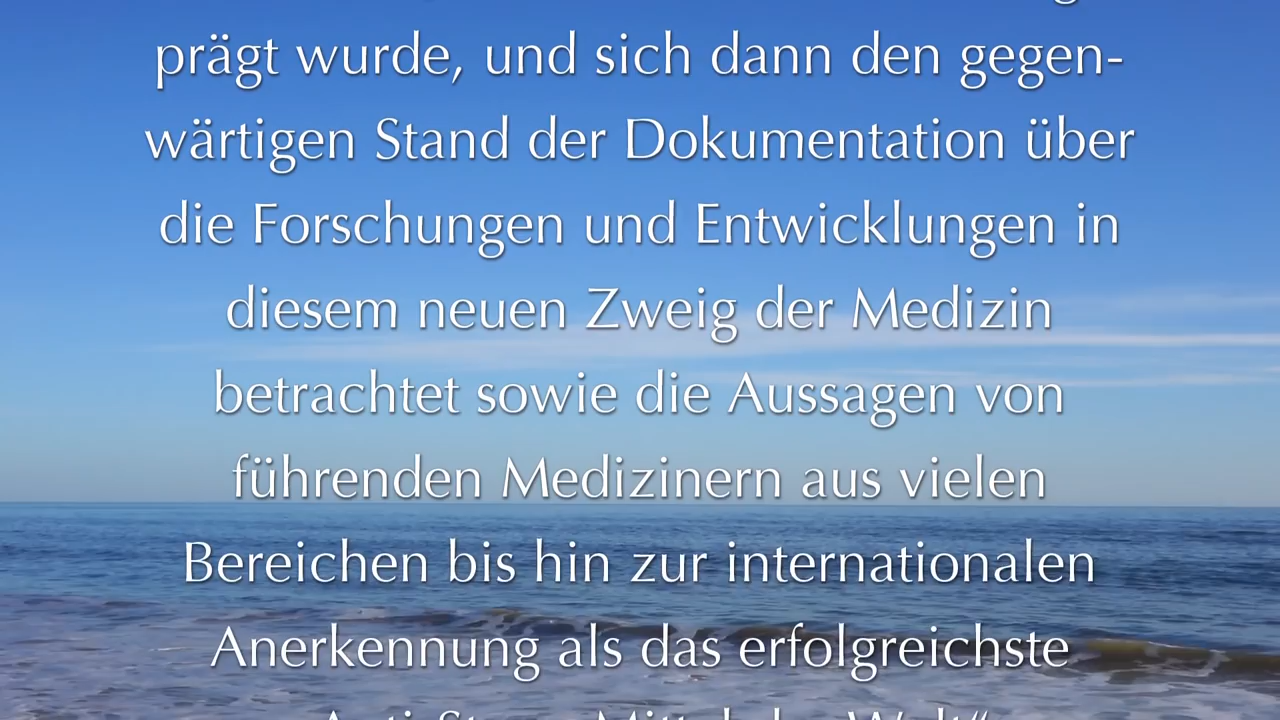 prägt wurde, und sich dann den gegen-
wärtigen Stand der Dokumentation über
die Forschungen und Entwicklungen in
diesem neuen Zweig der Medizin
betrachtet sowie die Aussagen von
führenden Medizinern aus vielen
Bereichen bis hin zur internationalen
Anerkennung als das erfolgreichste